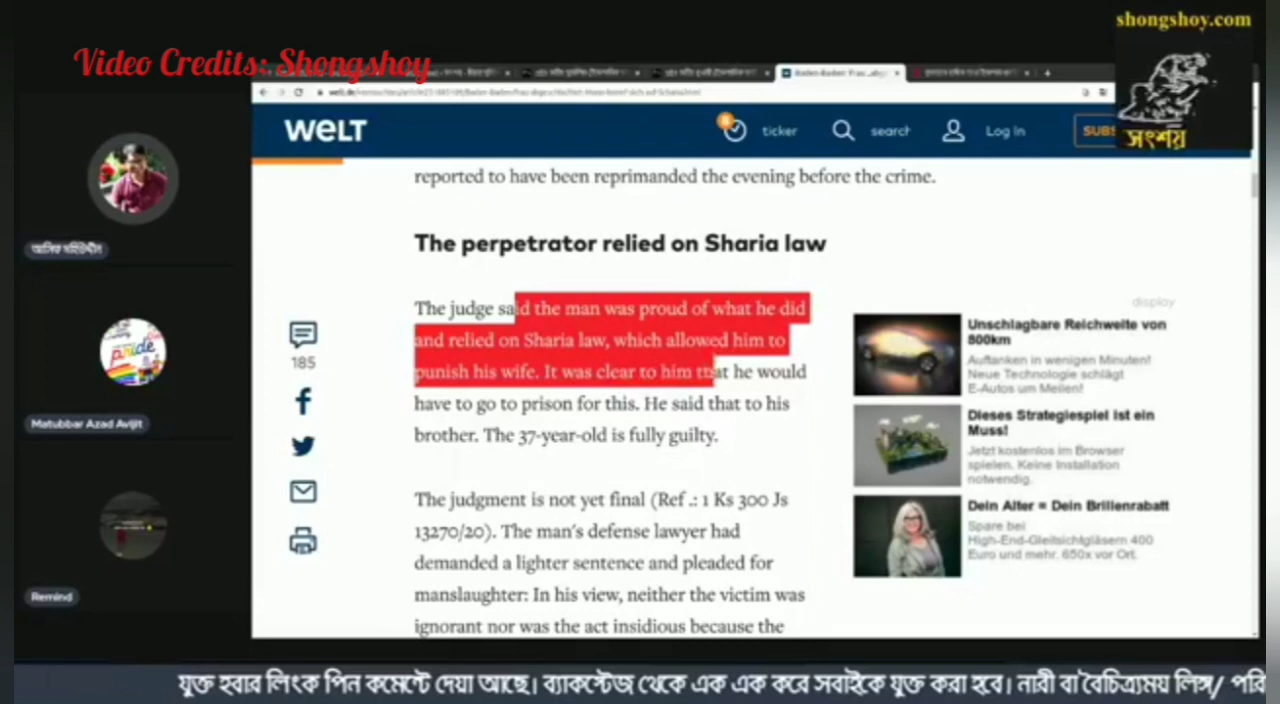 shongshoy.com
Video Credits: Shongshoy
WELT
8
ticker
search
Log In
SUBS
সংশয়
reported to have been reprimanded the evening before the crime.
The perpetrator relied on Sharia law
The judge said the man was proud of what he did
and relied on Sharia law, which allowed him to
punish his wife. It was clear to him that he would
have to go to prison for this. He said that to his
brother. The 37-year-old is fully guilty.
The judgment is not yet final (Ref .: 1 Ks 300 Js
13270/20). The man's defense lawyer had
demanded a lighter sentence and pleaded for
manslaughter: In his view, neither the victim was
ignorant nor was the act insidious because the
185
display
Unschlagbare Reichweite von
800km
Auftanken in wenigen Minuten!
Neue Technologie schlägt
E-Autos um Meilen!
Dieses Strategiespiel ist ein
Muss!
Jetzt kostenlos im Browser
spielen. Keine Installation
notwendig.
Dein Alter = Dein Brillenrabatt
Spare bei
High-End-Gleitsichtgläsern 400
Euro und mehr. 650x vor Ort.
আসিফ মহিউদ্দীন
pride
Matubbar Azad Avijit
Remind
যুক্ত হবার লিংক পিন কমেন্টে দেয়া আছে। ব্যাকস্টেজ থেকে এক এক করে সবাইকে যুক্ত করা হবে। নারী বা বৈচিত্র্যময় লিঙ্গ/ পরি